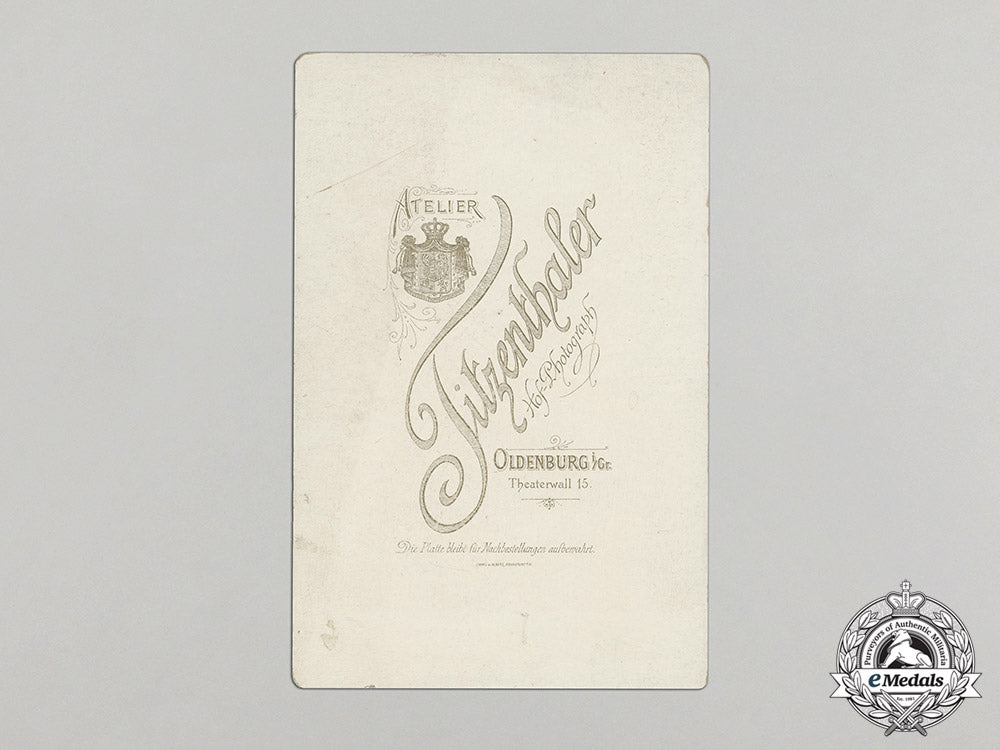 ATELIER
Titzenthaler
Hof-Photograph
OLDENBURG i/Gr.
Theaterwall 15.
Die Platte bleibt für Nachbestellungen aufbewahrt.
Purveyors of Authentic Militaria
eMedals